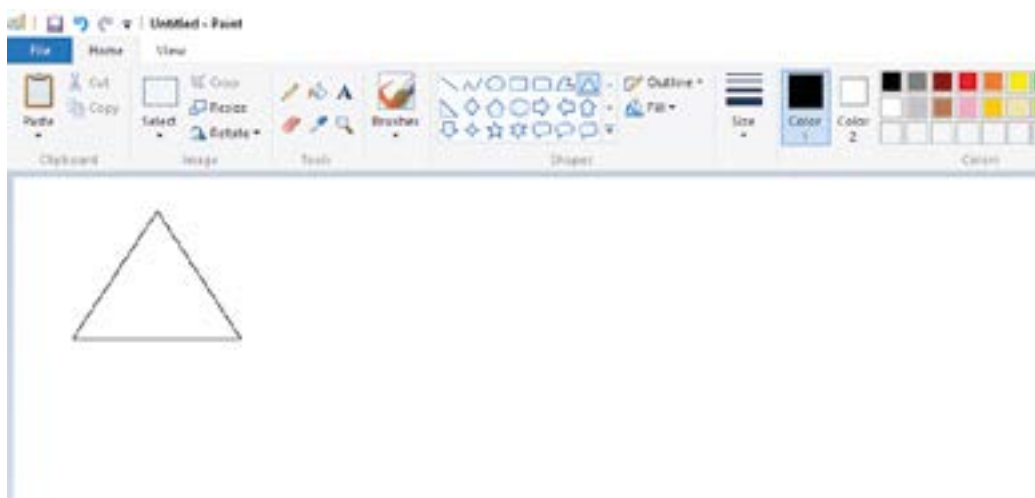 Untitled - Paint
File Home View
Paste
Cut
Copy
Select
Crop
Resize
Rotate
A
Brushes
Outline
Fill
Size
Color 1
Color 2
Clipboard Image Tools Shapes Colors